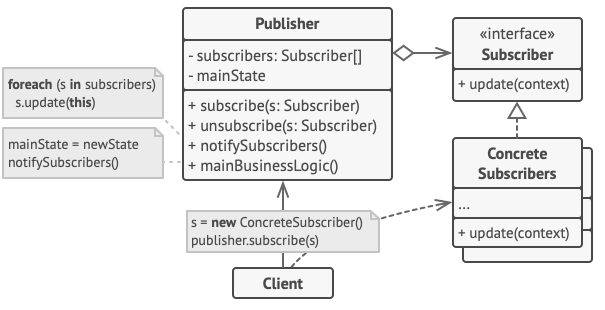 Publisher
- subscribers: Subscriber[]
- mainState
+ subscribe(s: Subscriber)
+ unsubscribe(s: Subscriber)
+ notifySubscribers()
+ mainBusinessLogic()
foreach (s in subscribers)
s.update(this)
mainState = newState
notifySubscribers()
«interface»
Subscriber
+ update(context)
Concrete
Subscribers
...
+ update(context)
s = new ConcreteSubscriber()
publisher.subscribe(s)
Client